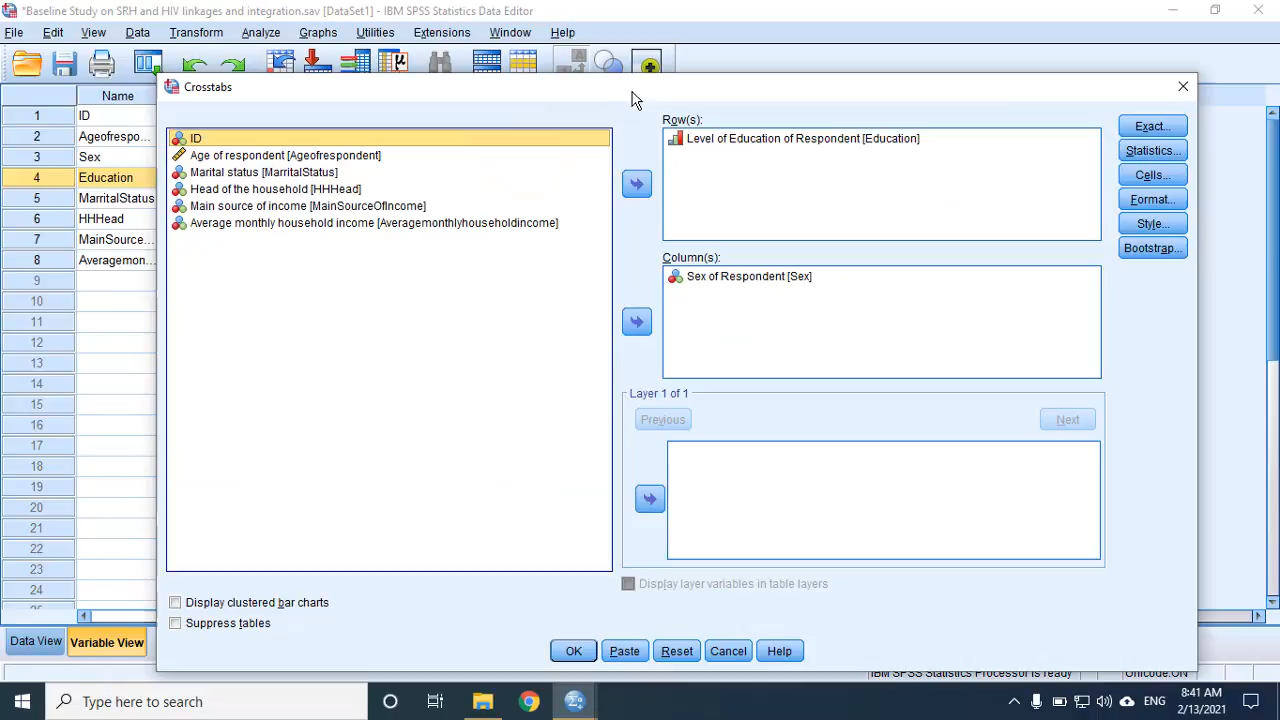 *Baseline Study on SRH and HIV linkages and integration.sav [DataSet1] - IBM SPSS Statistics Data Editor
File Edit View Data Transform Analyze Graphs Utilities Extensions Window Help
Crosstabs
Name
1 ID
2 Ageofrespo...
3 Sex
4 Education
5 MarritalStatus
6 HHHead
7 MainSource...
8 Averagemon...
9
10
11
12
13
14
15
16
17
18
19
20
21
22
23
24
ID
Age of respondent [Ageofrespondent]
Marital status [MarritalStatus]
Head of the household [HHHead]
Main source of income [MainSourceOfIncome]
Average monthly household income [Averagemonthlyhouseholdincome]
Row(s):
Level of Education of Respondent [Education]
Column(s):
Sex of Respondent [Sex]
Layer 1 of 1
Previous Next
Display layer variables in table layers
Exact...
Statistics...
Cells...
Format...
Style...
Bootstrap...
Display clustered bar charts
Suppress tables
OK Paste Reset Cancel Help
Data View Variable View
IBM SPSS Statistics Processor is ready Unicode:ON
Type here to search
ENG
8:41 AM
2/13/2021